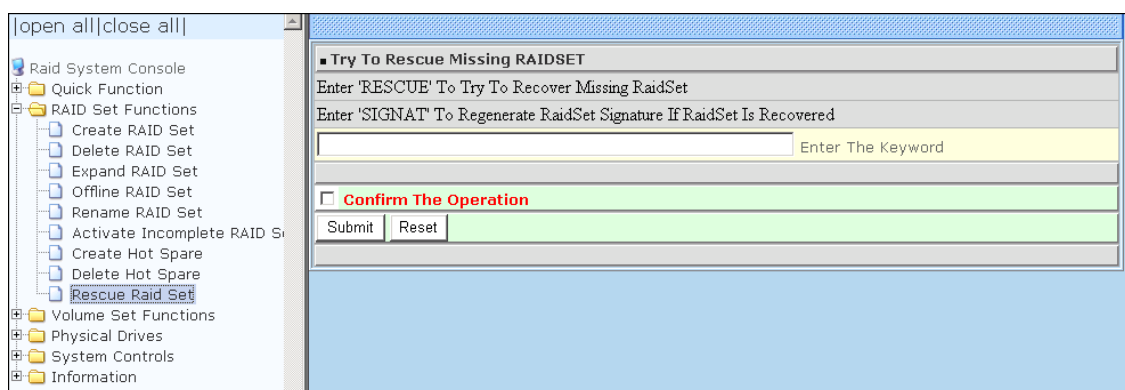 |open all|close all|
Raid System Console
Quick Function
RAID Set Functions
Create RAID Set
Delete RAID Set
Expand RAID Set
Offline RAID Set
Rename RAID Set
Activate Incomplete RAID Se
Create Hot Spare
Delete Hot Spare
Rescue Raid Set
Volume Set Functions
Physical Drives
System Controls
Information
Try To Rescue Missing RAIDSET
Enter 'RESCUE' To Try To Recover Missing RaidSet
Enter 'SIGNAT' To Regenerate RaidSet Signature If RaidSet Is Recovered
Enter The Keyword
Confirm The Operation
Submit Reset